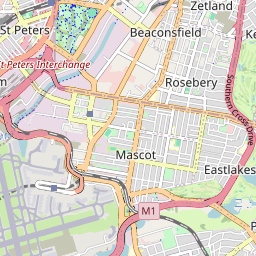 Zetland
St Peters
Beaconsfield
Rosebery
St Peters Interchange
Southern Cross Drive
Mascot
Eastlakes
M1